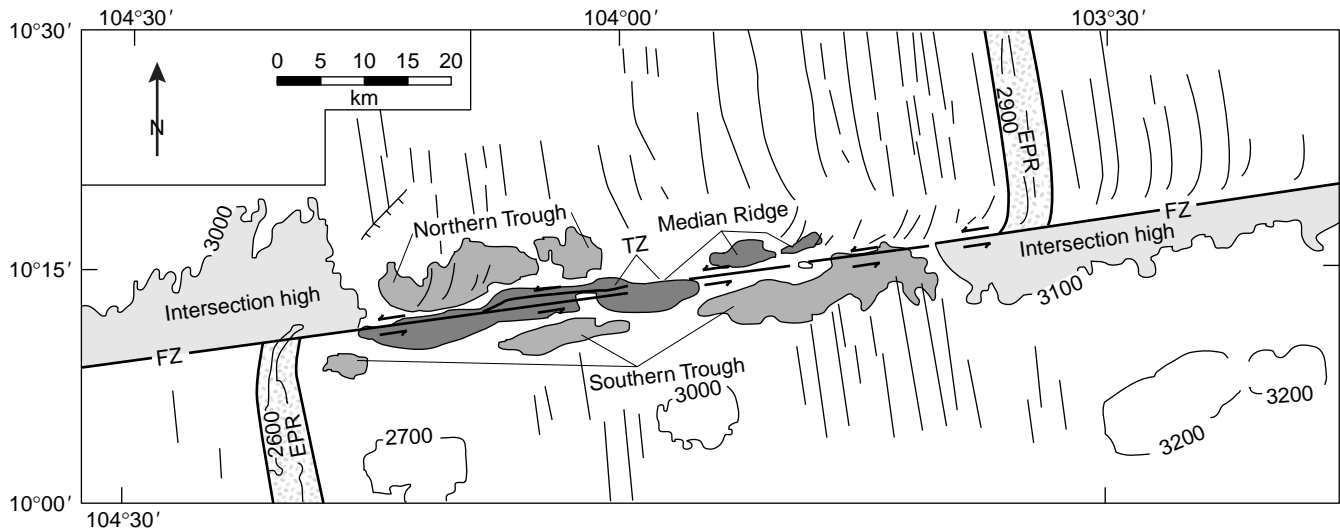 104°30′ 104°00′ 103°30′
10°30′
0 5 10 15 20
km
N
2900
EPR
3000
Northern Trough
Median Ridge
TZ
FZ
10°15′
Intersection high
Intersection high
3100
FZ
Southern Trough
3000
2600
EPR
2700
3200
3200
10°00′
104°30′